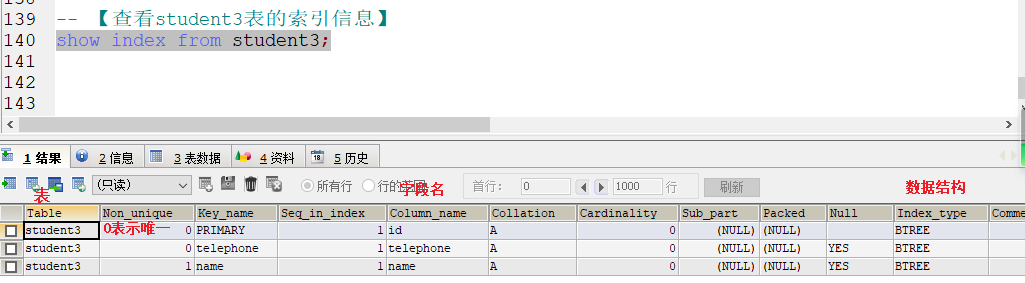 139 -- 【查看student3表的索引信息】
140 show index from student3;
141
142
143
1 结果 2 信息 3 表数据 4 资料 5 历史
(只读) 所有行 行的 字段名 首行: 0 1000 行 刷新 数据结构
表
Table Non_unique Key_name Seq_in_index Column_name Collation Cardinality Sub_part Packed Null Index_type Comme
student3 0表示唯一 0 PRIMARY 1 id A 0 (NULL) (NULL) BTREE
student3 0 telephone 1 telephone A 0 (NULL) (NULL) YES BTREE
student3 1 name 1 name A 0 (NULL) (NULL) YES BTREE